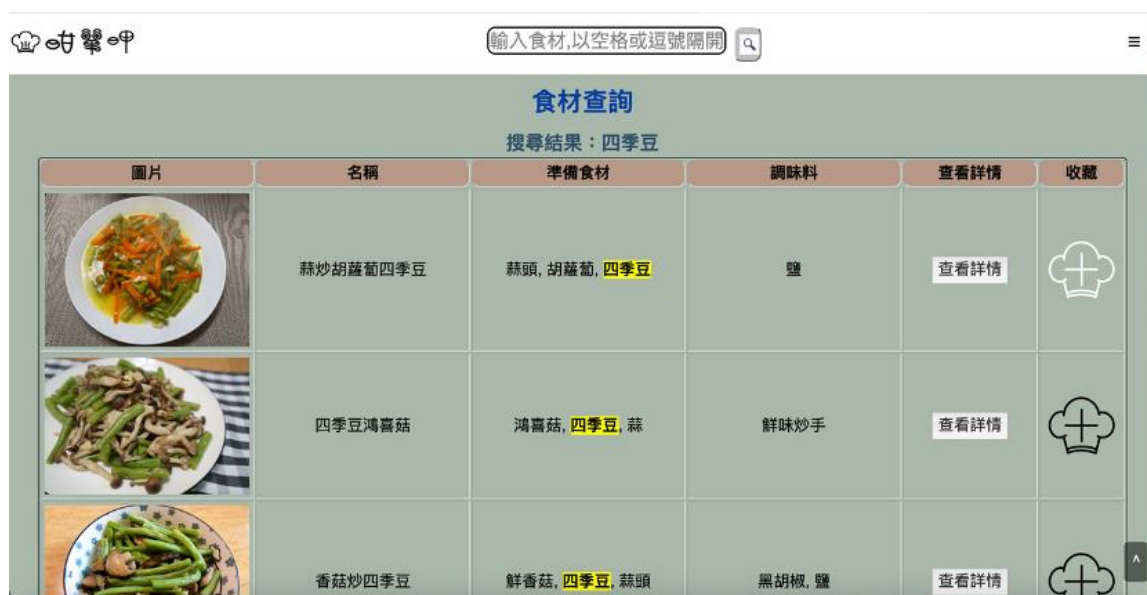 呷飽呷
輸入食材,以空格或逗號隔開
食材查詢
搜尋結果：四季豆
圖片 名稱 準備食材 調味料 查看詳情 收藏
蒜炒胡蘿蔔四季豆 蒜頭, 胡蘿蔔, 四季豆 鹽 查看詳情
四季豆鴻喜菇 鴻喜菇, 四季豆, 蒜 鮮味炒手 查看詳情
香菇炒四季豆 鮮香菇, 四季豆, 蒜頭 黑胡椒, 鹽 查看詳情